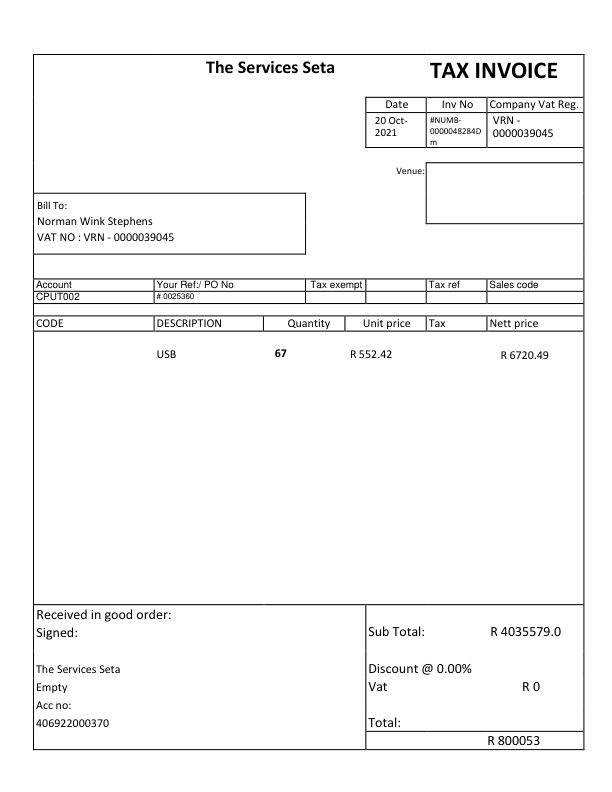 The Services Seta
TAX INVOICE
Date Inv No Company Vat Reg.
20 Oct-
2021
#NUMB-
0000048284D
m
VRN -
0000039045
Venue:
Bill To:
Norman Wink Stephens
VAT NO : VRN - 0000039045
Account Your Ref:/ PO No Tax exempt Tax ref Sales code
CPUT002 # 0025360
CODE DESCRIPTION Quantity Unit price Tax Nett price
USB 67 R 552.42 R 6720.49
Received in good order:
Signed:
Sub Total: R 4035579.0
The Services Seta
Discount @ 0.00%
Empty
Vat R 0
Acc no:
406922000370
Total:
R 800053